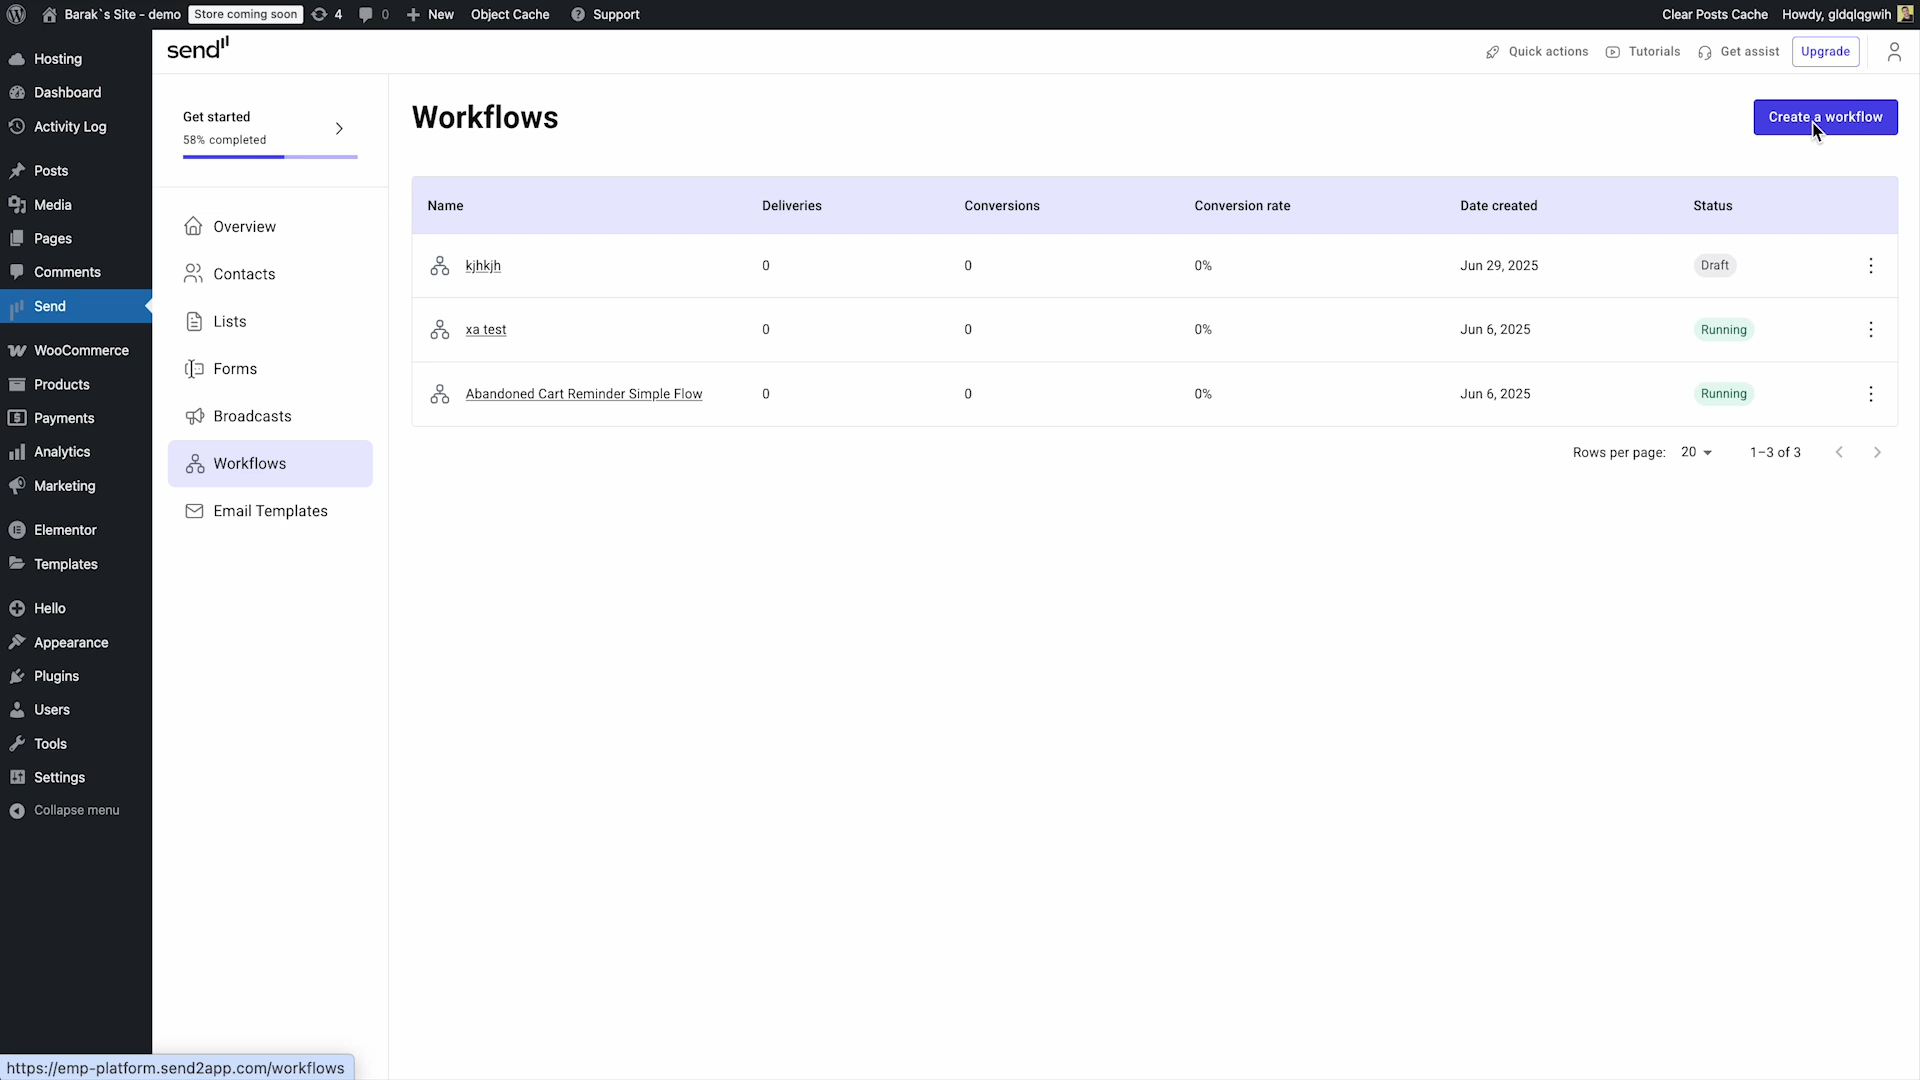 Barak`s Site - demo Store coming soon 4 0 New Object Cache Support Clear Posts Cache Howdy, gldqlqgwih
Hosting
Dashboard
Activity Log
Posts
Media
Pages
Comments
Send
WooCommerce
Products
Payments
Analytics
Marketing
Elementor
Templates
Hello
Appearance
Plugins
Users
Tools
Settings
Collapse menu
send
Quick actions Tutorials Get assist Upgrade
Get started
58% completed
Overview
Contacts
Lists
Forms
Broadcasts
Workflows
Email Templates
Workflows
Create a workflow
Name Deliveries Conversions Conversion rate Date created Status
kjhkjh 0 0 0% Jun 29, 2025 Draft
xa test 0 0 0% Jun 6, 2025 Running
Abandoned Cart Reminder Simple Flow 0 0 0% Jun 6, 2025 Running
Rows per page: 20 1–3 of 3
https://emp-platform.send2app.com/workflows